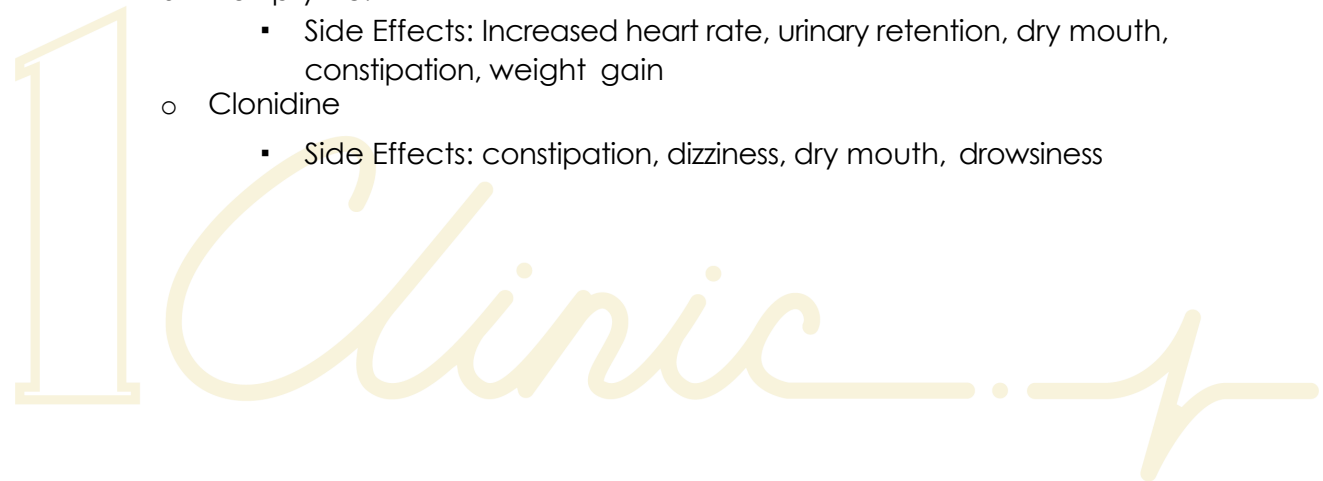 ▪ Side Effects: Increased heart rate, urinary retention, dry mouth,
constipation, weight gain
o Clonidine
▪ Side Effects: constipation, dizziness, dry mouth, drowsiness
1Clinic